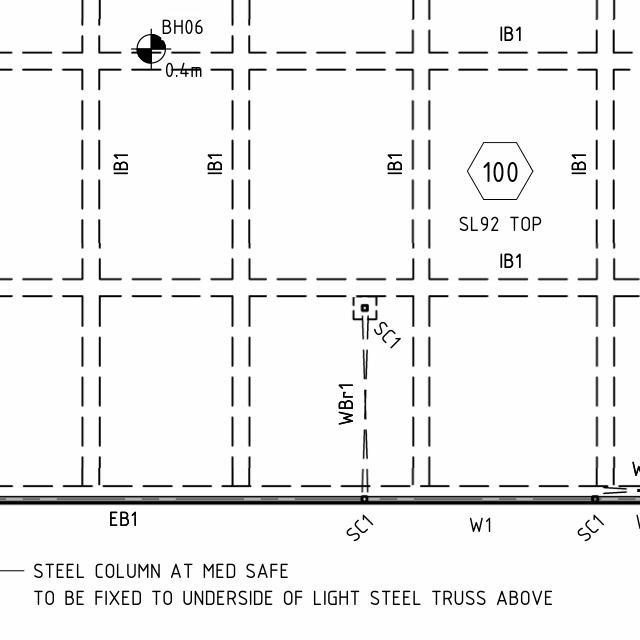 BH06
0.4m
IB1
IB1
IB1
IB1
IB1
100
SL92 TOP
IB1
SC1
WBr1
EB1
SC1
W1
SC1
STEEL COLUMN AT MED SAFE
TO BE FIXED TO UNDERSIDE OF LIGHT STEEL TRUSS ABOVE